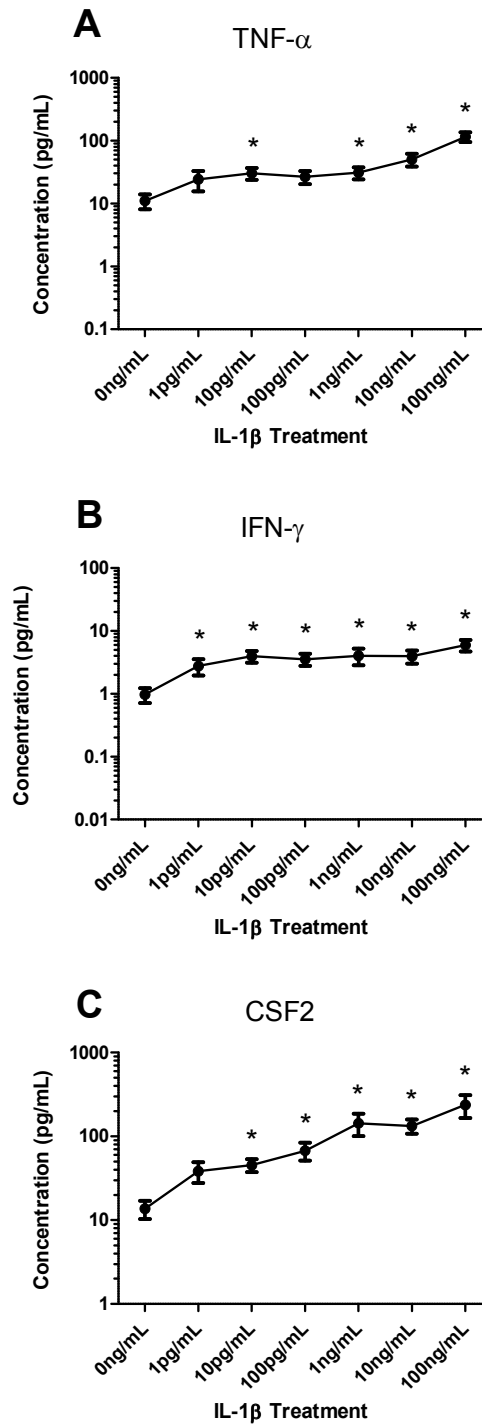 A
TNF-α
Concentration (pg/mL)
1000
100
10
1
0.1
*
*
*
*
0ng/mL
1pg/mL
10pg/mL
100pg/mL
1ng/mL
10ng/mL
100ng/mL
IL-1β Treatment
B
IFN-γ
Concentration (pg/mL)
100
10
1
0.1
0.01
*
*
*
*
*
*
0ng/mL
1pg/mL
10pg/mL
100pg/mL
1ng/mL
10ng/mL
100ng/mL
IL-1β Treatment
C
CSF2
Concentration (pg/mL)
1000
100
10
1
*
*
*
*
*
0ng/mL
1pg/mL
10pg/mL
100pg/mL
1ng/mL
10ng/mL
100ng/mL
IL-1β Treatment